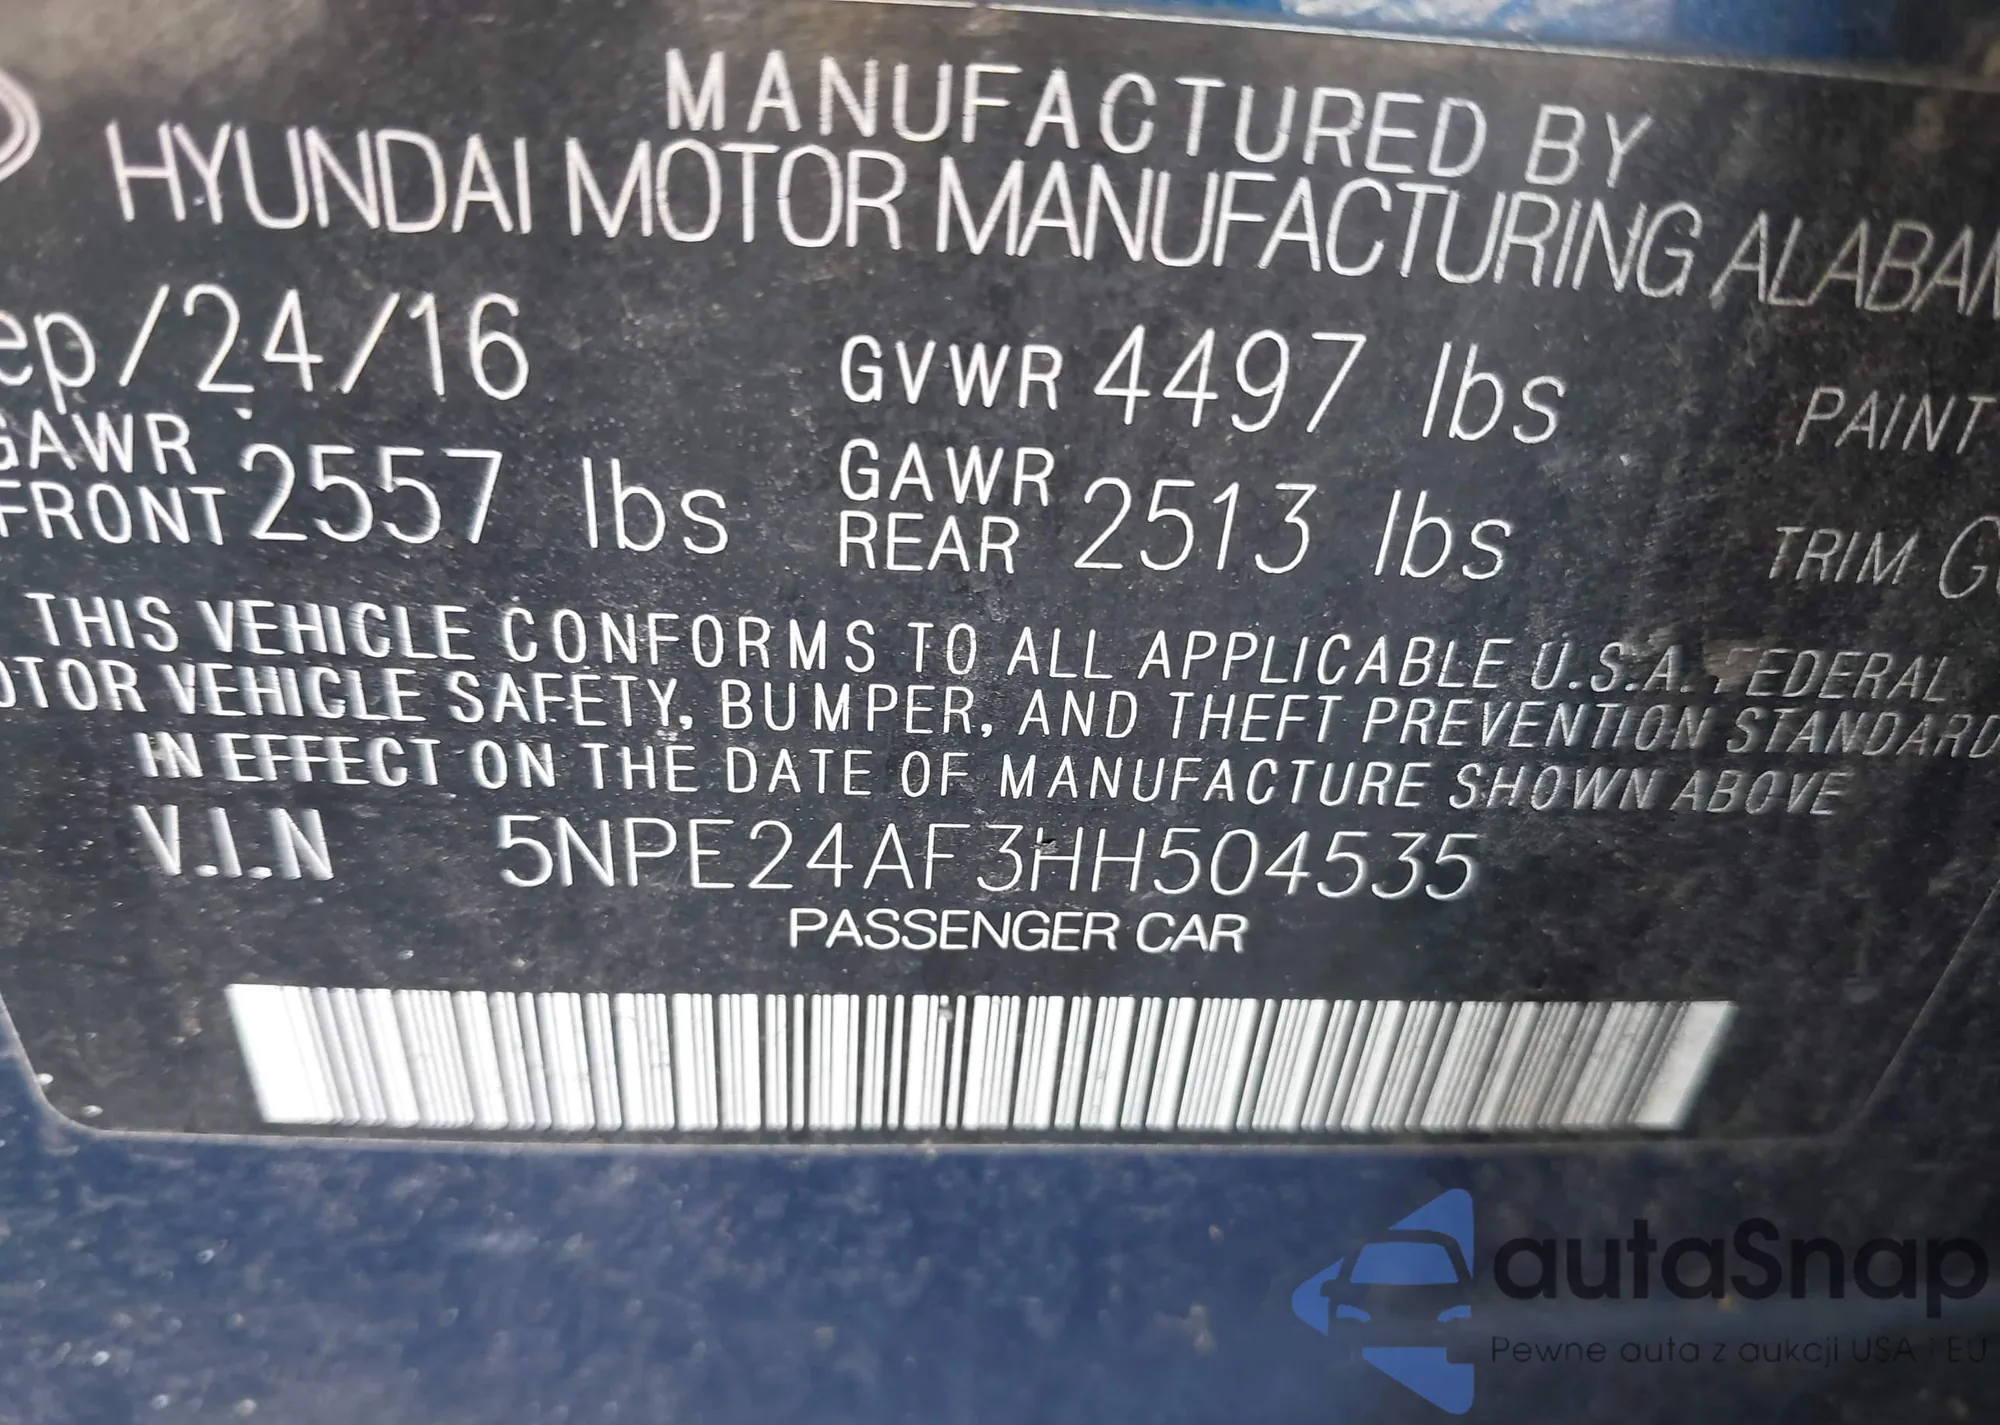 MANUFACTURED BY
HYUNDAI MOTOR MANUFACTURING ALABAM
ep/24/16 GVWR 4497 lbs PAINT
GAWR FRONT 2557 lbs GAWR REAR 2513 lbs TRIM
THIS VEHICLE CONFORMS TO ALL APPLICABLE U.S.A. FEDERAL
OTOR VEHICLE SAFETY, BUMPER, AND THEFT PREVENTION STANDARD
IN EFFECT ON THE DATE OF MANUFACTURE SHOWN ABOVE
V.I.N 5NPE24AF3HH504535
PASSENGER CAR
autaSnap
Pewne auta z aukcji USA i EU